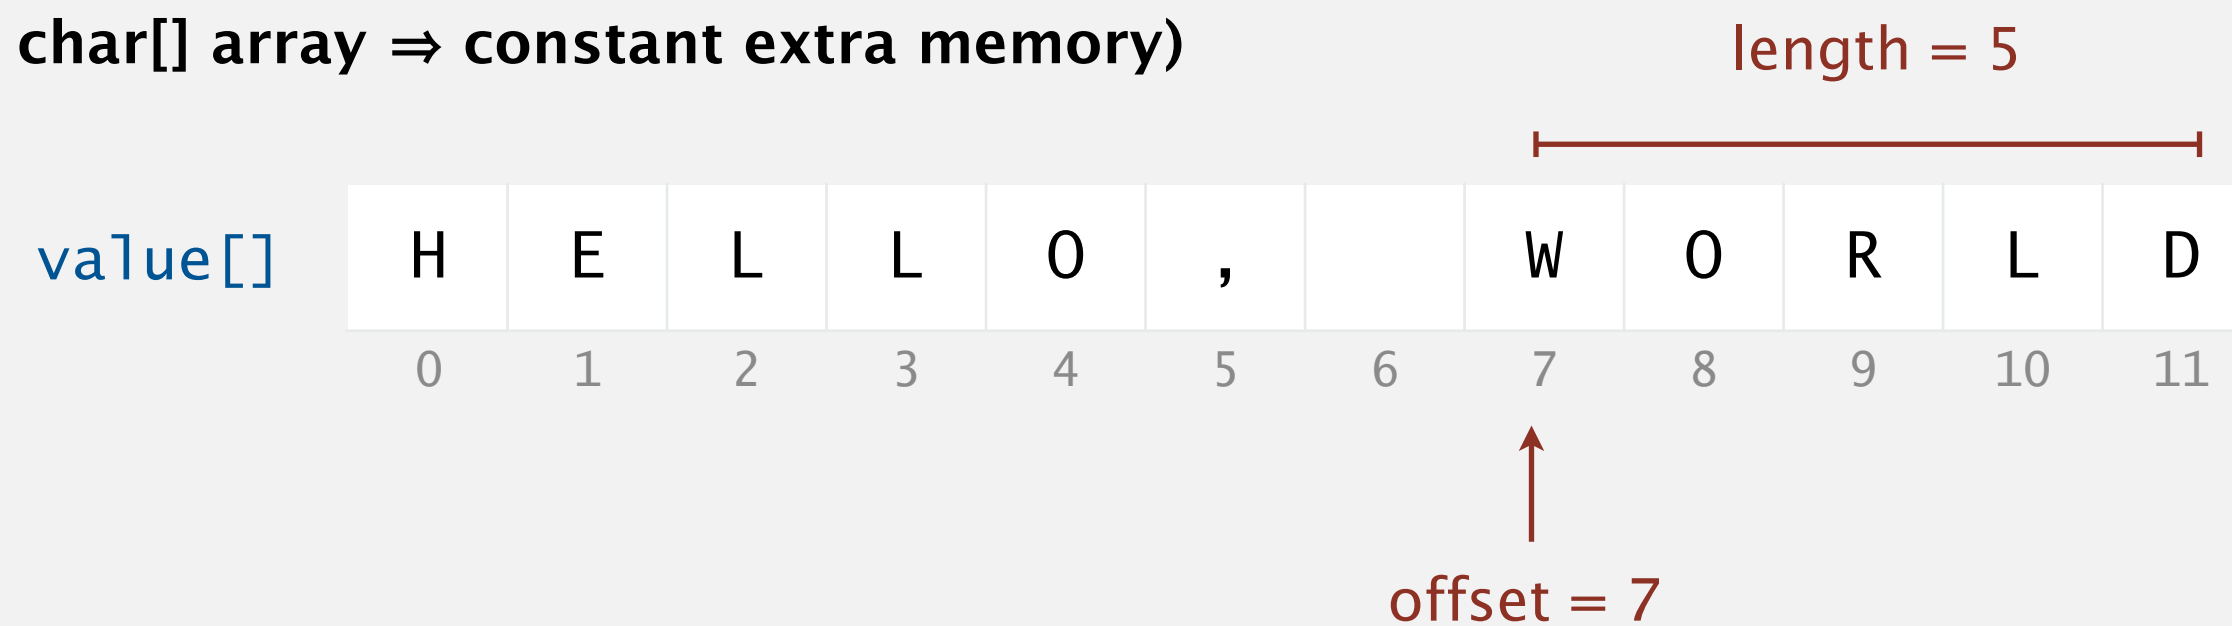 char[] array ⇒ constant extra memory)
length = 5
value[] H E L L O , W O R L D
0 1 2 3 4 5 6 7 8 9 10 11
offset = 7